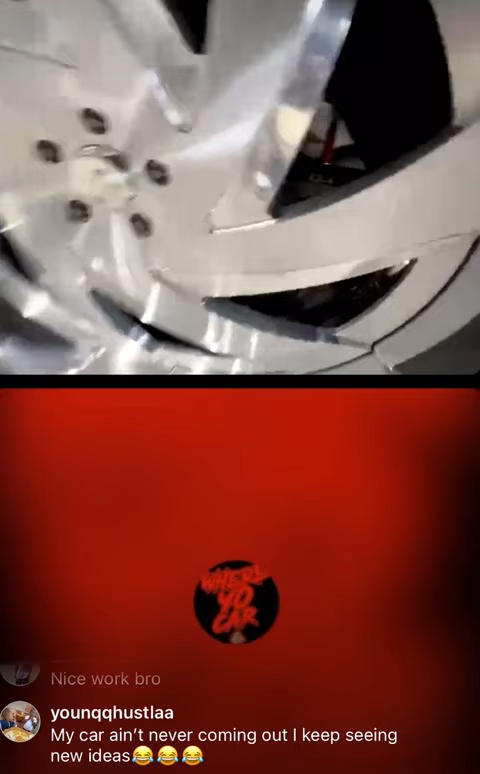 WHERE
YO
CAR
Nice work bro
younqqhustlaa
My car ain't never coming out I keep seeing
new ideas😂😂😂